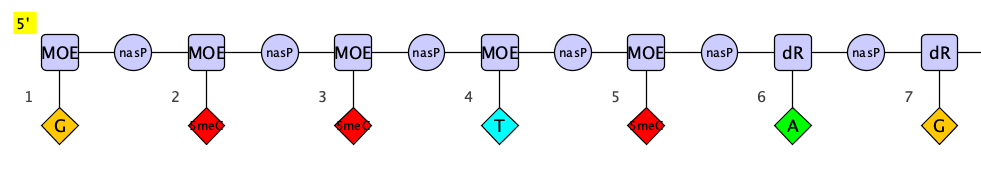 5'
MOE nasP MOE nasP MOE nasP MOE nasP MOE nasP dR nasP dR
1 2 3 4 5 6 7
G 5meC 5meC T 5meC A G